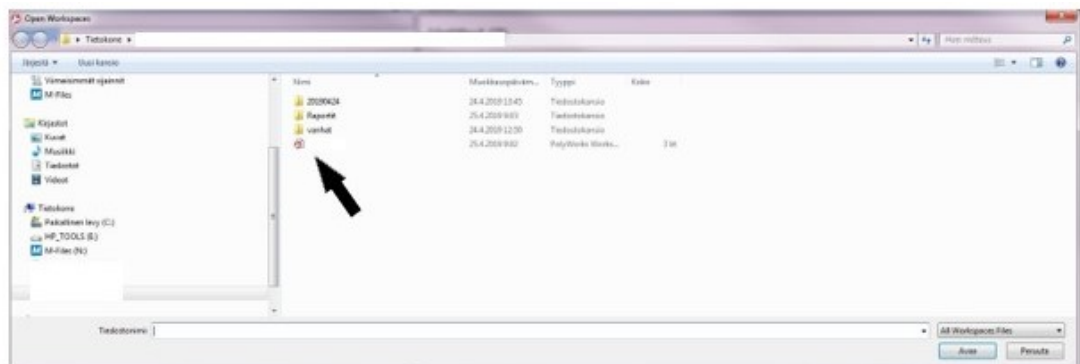 Open Workspaces
Tietokone
Järjestä Uusi kansio
Viimeisimmät sijainnit
M-Files
Kirjastot
Kuvat
Musiikki
Tiedostot
Videot
Tietokone
Paikallinen levy (C:)
HP_TOOLS (E:)
M-Files (N:)
Nimi Muokkauspäiväm... Tyyppi Koko
20190424 24.4.2019 13:45 Tiedostokansio
Raportit 25.4.2019 9:03 Tiedostokansio
vanhat 24.4.2019 12:59 Tiedostokansio
25.4.2019 9:02 PolyWorks Works...
Tiedostonimi:
All Workspaces Files
Avaa Peruuta